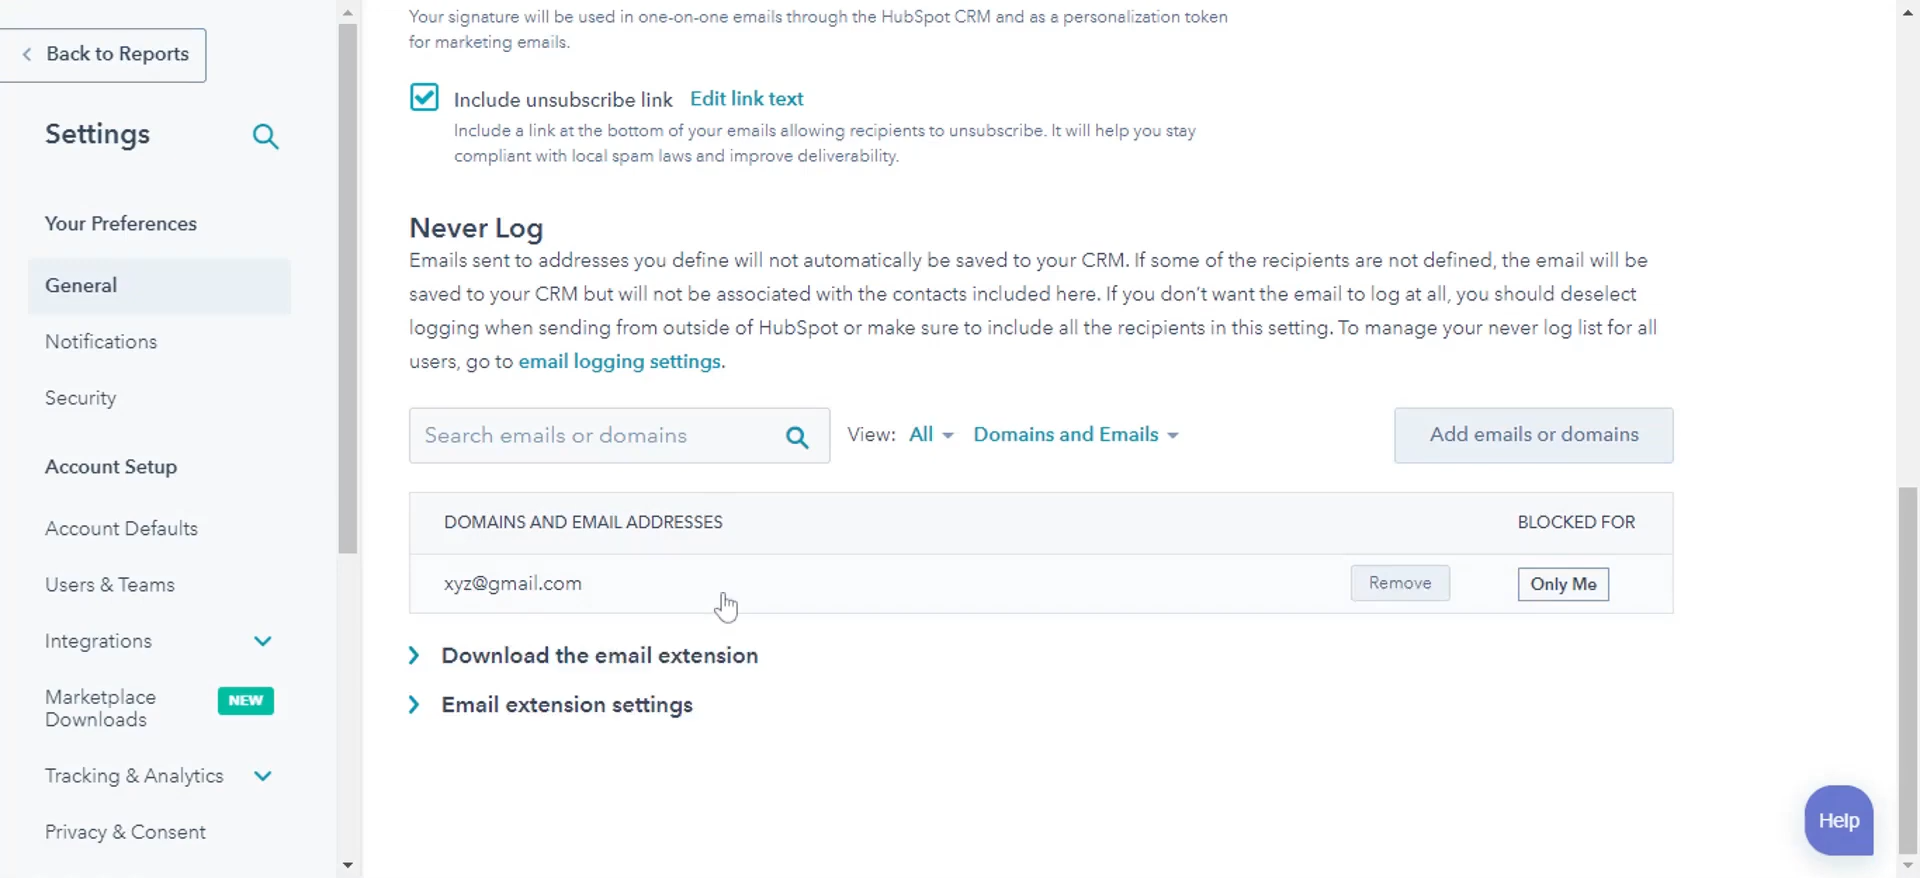 Back to Reports
Settings
Your Preferences
General
Notifications
Security
Account Setup
Account Defaults
Users & Teams
Integrations
Marketplace
Downloads
NEW
Tracking & Analytics
Privacy & Consent
Your signature will be used in one-on-one emails through the HubSpot CRM and as a personalization token
for marketing emails.
Include unsubscribe link Edit link text
Include a link at the bottom of your emails allowing recipients to unsubscribe. It will help you stay
compliant with local spam laws and improve deliverability.
Never Log
Emails sent to addresses you define will not automatically be saved to your CRM. If some of the recipients are not defined, the email will be
saved to your CRM but will not be associated with the contacts included here. If you don't want the email to log at all, you should deselect
logging when sending from outside of HubSpot or make sure to include all the recipients in this setting. To manage your never log list for all
users, go to email logging settings.
Search emails or domains View: All Domains and Emails Add emails or domains
DOMAINS AND EMAIL ADDRESSES BLOCKED FOR
xyz@gmail.com Remove Only Me
Download the email extension
Email extension settings
Help